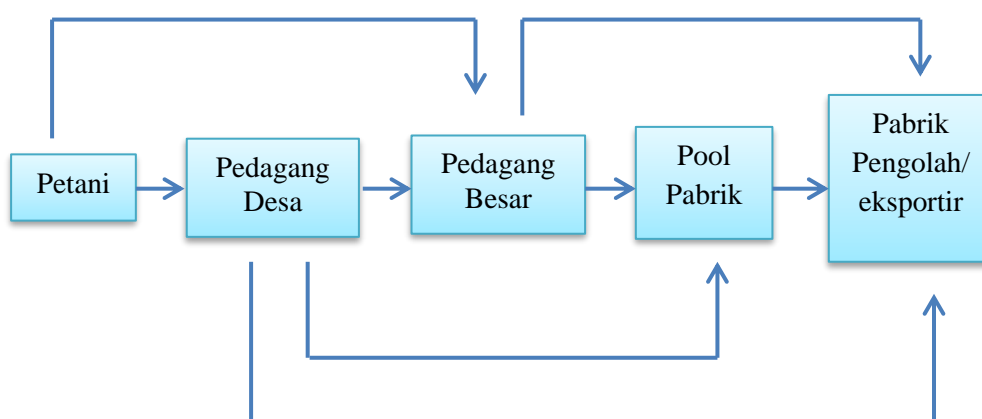 Petani
Pedagang
Desa
Pedagang
Besar
Pool
Pabrik
Pabrik
Pengolah/
eksportir